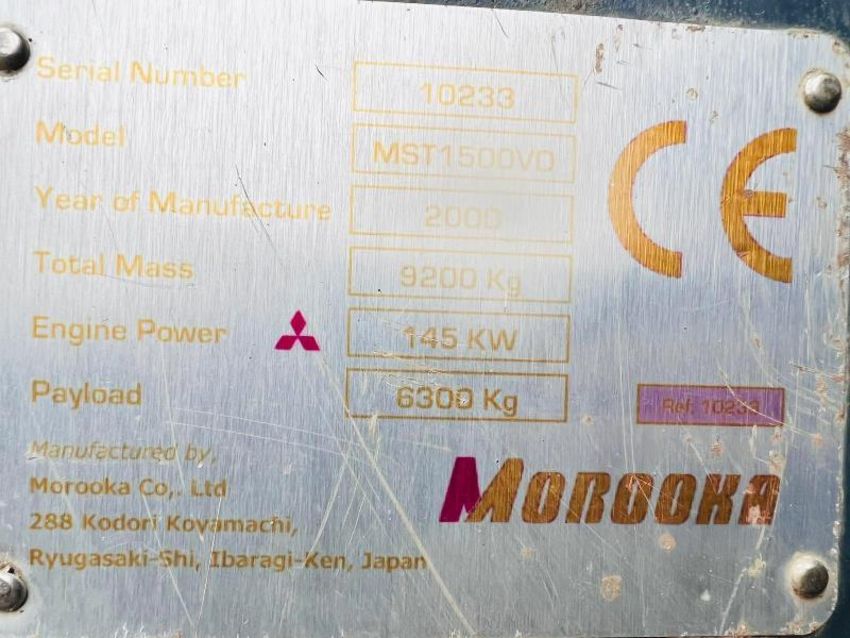 Serial Number 10233
Model MST1500VD
Year of Manufacture 2000
Total Mass 9200 Kg
Engine Power 145 KW
Payload 6300 Kg
CE
Ref: 10233
Manufactured by,
Morooka Co,. Ltd
288 Kodori Koyamachi,
Ryugasaki-Shi, Ibaragi-Ken, Japan
MOROOKA